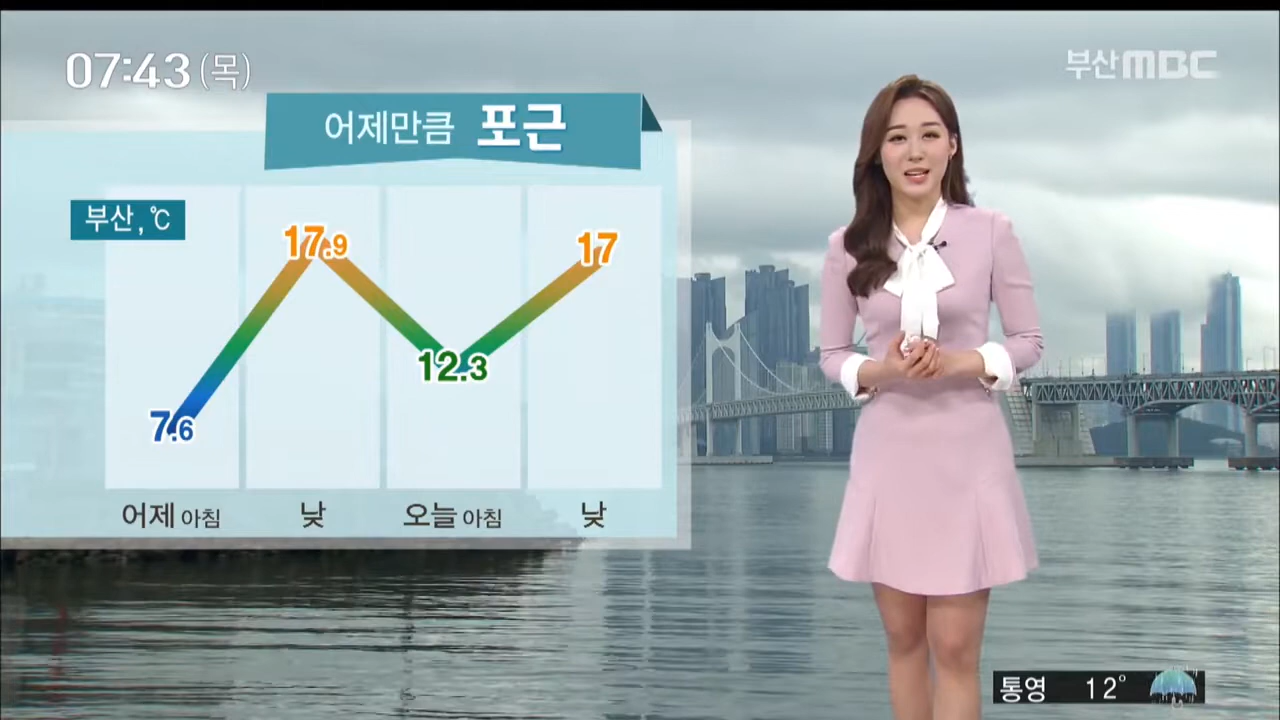 07:43 (목)
부산MBC
어제만큼 포근
부산, ℃
7.6
17.9
12.3
17
어제 아침
낮
오늘 아침
낮
통영 12°